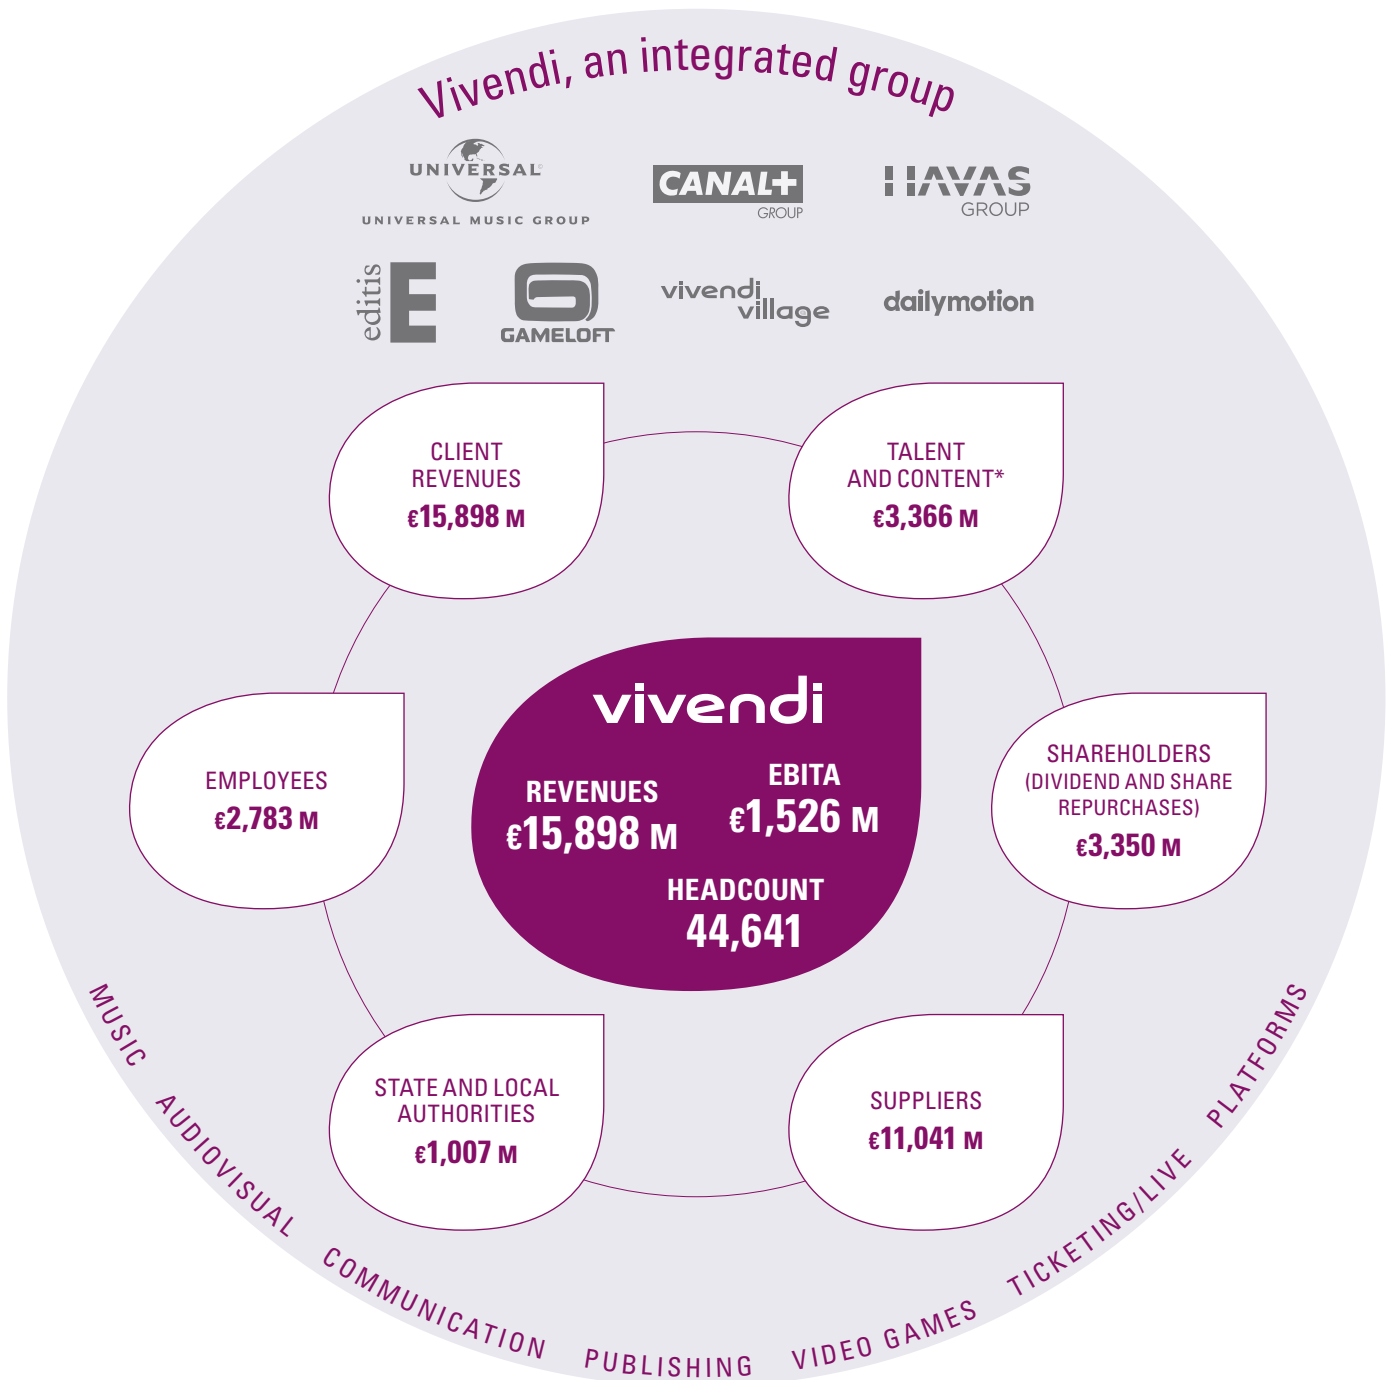 Vivendi, an integrated group
UNIVERSAL
UNIVERSAL MUSIC GROUP
CANAL+
GROUP
HAVAS
GROUP
editis
E
GAMELOFT
vivendi
village
dailymotion
CLIENT
REVENUES
€15,898 M
TALENT
AND CONTENT*
€3,366 M
vivendi
REVENUES
€15,898 M
EBITA
€1,526 M
HEADCOUNT
44,641
EMPLOYEES
€2,783 M
SHAREHOLDERS
(DIVIDEND AND SHARE
REPURCHASES)
€3,350 M
STATE AND LOCAL
AUTHORITIES
€1,007 M
SUPPLIERS
€11,041 M
MUSIC AUDIOVISUAL COMMUNICATION PUBLISHING VIDEO GAMES TICKETING/LIVE PLATFORMS